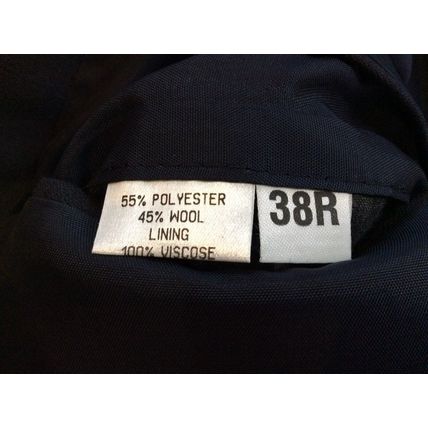 55% POLYESTER
45% WOOL
LINING
100% VISCOSE
38R